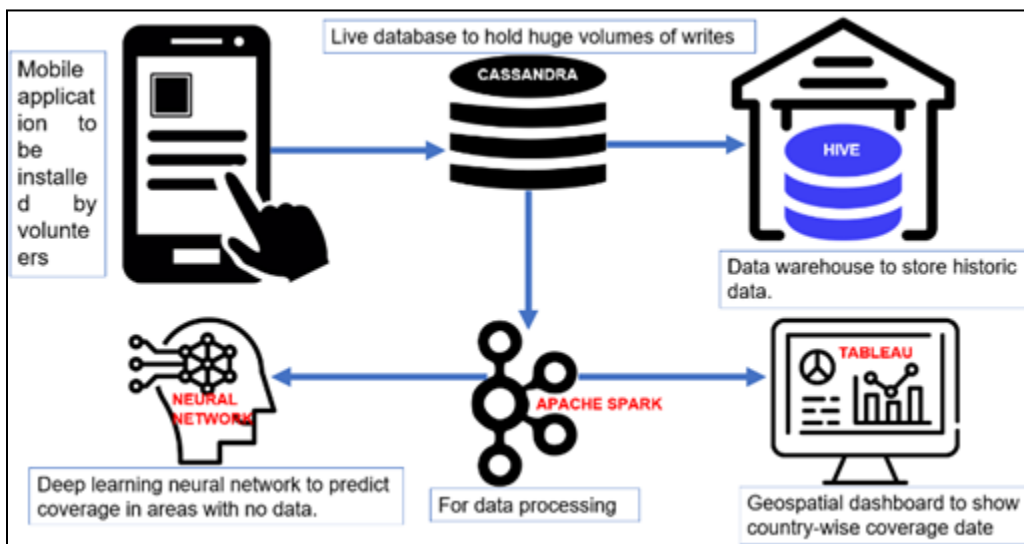 Mobile
applicat
ion to
be
installe
d by
volunte
ers
Live database to hold huge volumes of writes
CASSANDRA
HIVE
Data warehouse to store historic
data.
NEURAL
NETWORK
Deep learning neural network to predict
coverage in areas with no data.
APACHE SPARK
For data processing
TABLEAU
Geospatial dashboard to show
country-wise coverage date